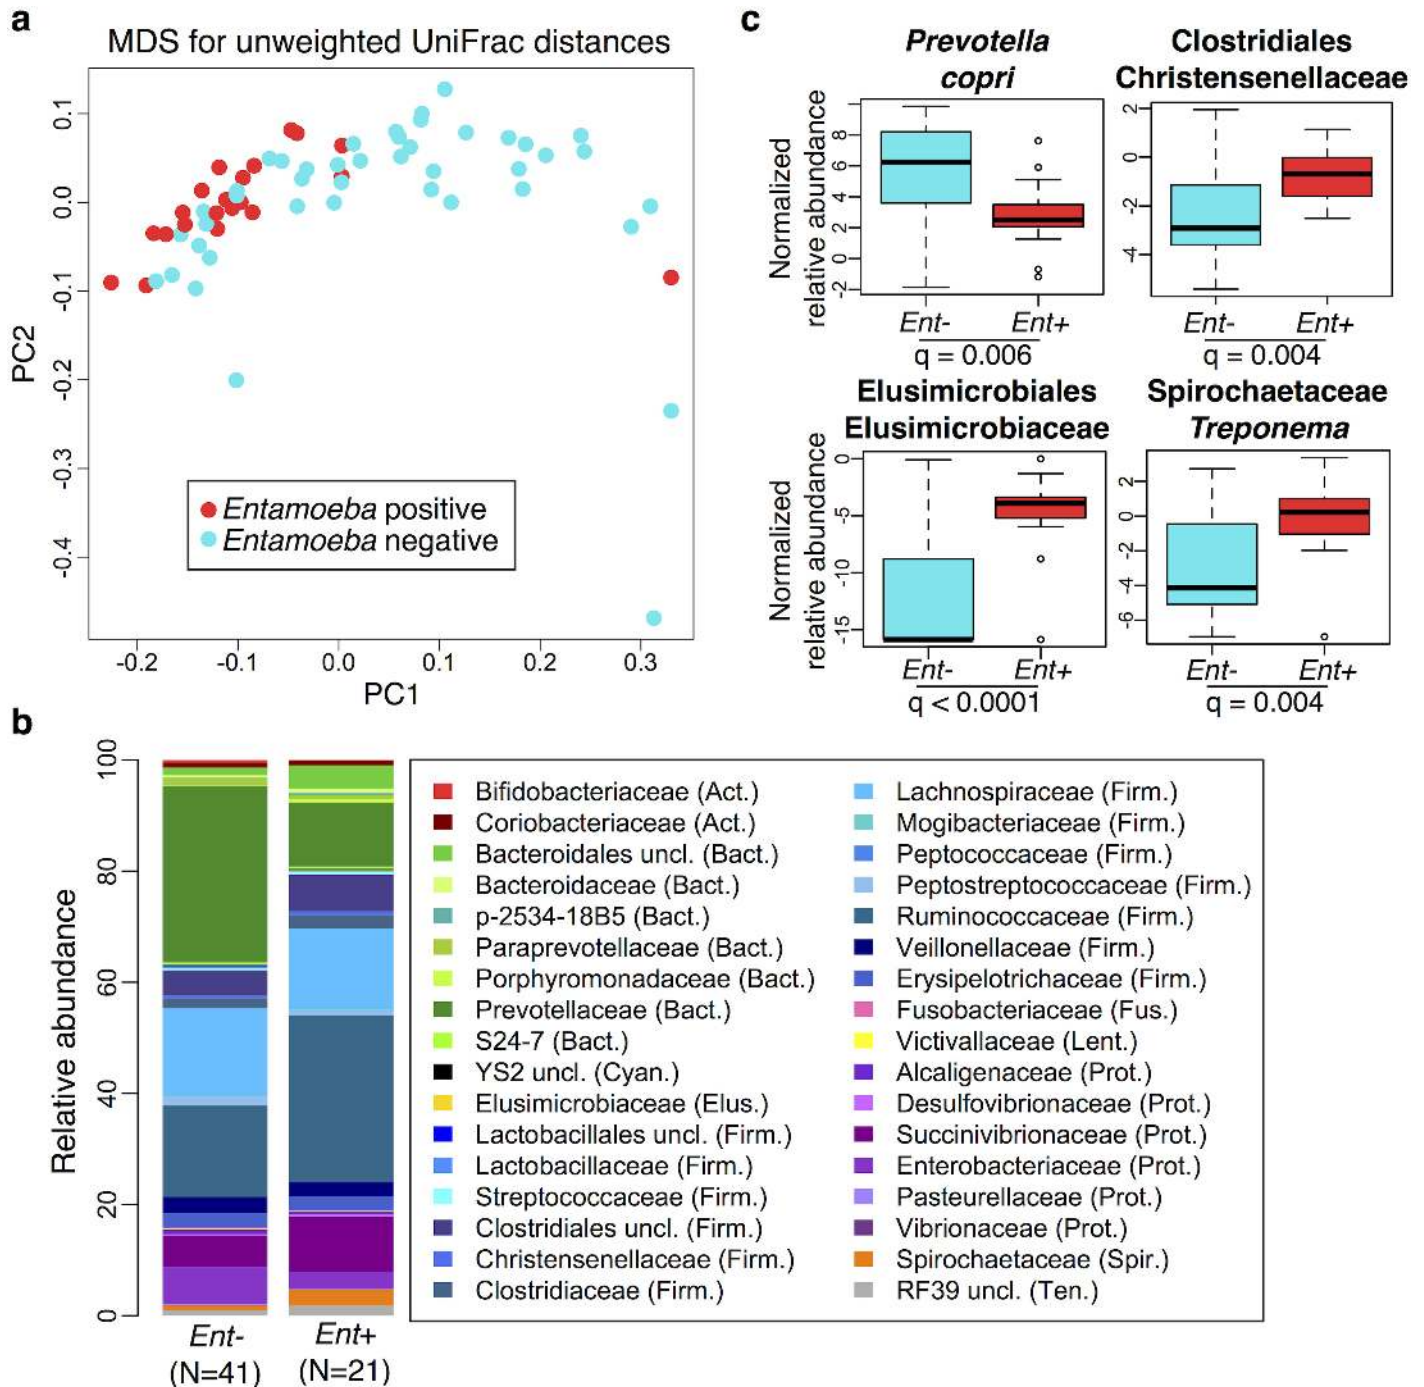 a
MDS for unweighted UniFrac distances
0.1
0.0
-0.1
-0.2
-0.3
-0.4
PC2
Entamoeba positive
Entamoeba negative
-0.2 -0.1 0.0 0.1 0.2 0.3
PC1
c
Prevotella
copri
Normalized
relative abundance
8
6
4
2
0
-2
Ent- Ent+
q = 0.006
Clostridiales
Christensenellaceae
2
0
-2
-4
Ent- Ent+
q = 0.004
Elusimicrobiales
Elusimicrobiaceae
Normalized
relative abundance
0
-5
-10
-15
Ent- Ent+
q < 0.0001
Spirochaetaceae
Treponema
2
0
-2
-4
-6
Ent- Ent+
q = 0.004
b
Relative abundance
100
80
60
40
20
0
Ent- Ent+
(N=41) (N=21)
Bifidobacteriaceae (Act.)
Coriobacteriaceae (Act.)
Bacteroidales uncl. (Bact.)
Bacteroidaceae (Bact.)
p-2534-18B5 (Bact.)
Paraprevotellaceae (Bact.)
Porphyromonadaceae (Bact.)
Prevotellaceae (Bact.)
S24-7 (Bact.)
YS2 uncl. (Cyan.)
Elusimicrobiaceae (Elus.)
Lactobacillales uncl. (Firm.)
Lactobacillaceae (Firm.)
Streptococcaceae (Firm.)
Clostridiales uncl. (Firm.)
Christensenellaceae (Firm.)
Clostridiaceae (Firm.)
Lachnospiraceae (Firm.)
Mogibacteriaceae (Firm.)
Peptococcaceae (Firm.)
Peptostreptococcaceae (Firm.)
Ruminococcaceae (Firm.)
Veillonellaceae (Firm.)
Erysipelotrichaceae (Firm.)
Fusobacteriaceae (Fus.)
Victivallaceae (Lent.)
Alcaligenaceae (Prot.)
Desulfovibrionaceae (Prot.)
Succinivibrionaceae (Prot.)
Enterobacteriaceae (Prot.)
Pasteurellaceae (Prot.)
Vibrionaceae (Prot.)
Spirochaetaceae (Spir.)
RF39 uncl. (Ten.)